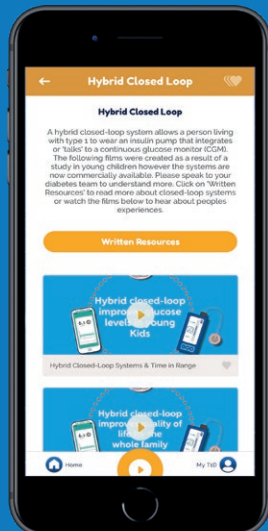 Hybrid Closed Loop
Hybrid Closed Loop
A hybrid closed-loop system allows a person living
with type 1 to wear an insulin pump that integrates
or 'talks' to a continuous glucose monitor (CGM).
The following films were created as a result of a
study in young children however the systems are
now commercially available. Please speak to your
diabetes team to understand more. Click on 'Written
Resources' to read more about closed-loop systems
or watch the films below to hear about peoples
experiences.
Written Resources
Hybrid closed-loop
improves glucose
levels in young
Kids
Hybrid Closed-Loop Systems & Time in Range
Hybrid closed-loop
improves quality of
life for the
whole family
Home
My T1D